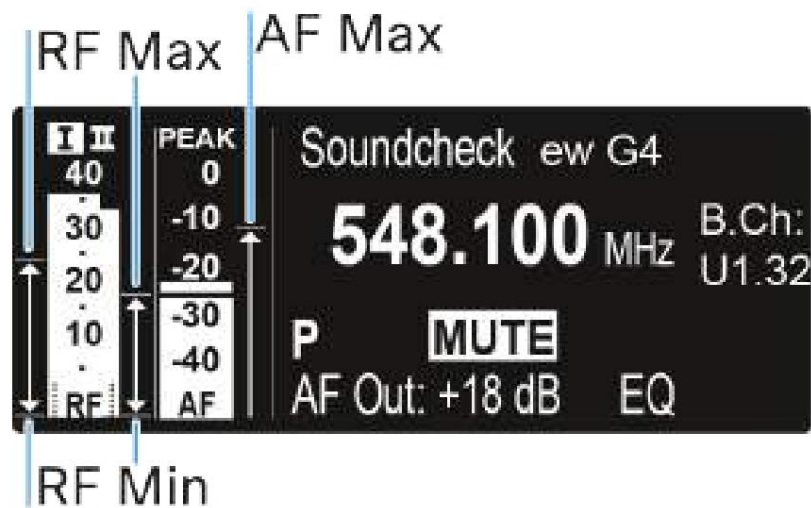 RF Max AF Max
I II PEAK
40 0
30 -10
20 -20
10 -30
-40
RF AF
Soundcheck ew G4
548.100 MHz
B.Ch:
U1.32
P MUTE
AF Out: +18 dB EQ
RF Min